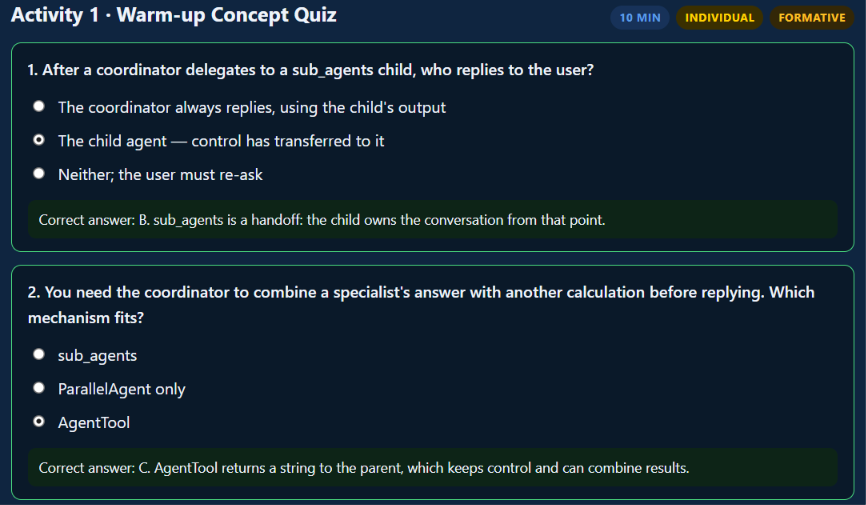 Activity 1 · Warm-up Concept Quiz
10 MIN
INDIVIDUAL
FORMATIVE
1. After a coordinator delegates to a sub_agents child, who replies to the user?
The coordinator always replies, using the child's output
The child agent — control has transferred to it
Neither; the user must re-ask
Correct answer: B. sub_agents is a handoff: the child owns the conversation from that point.
2. You need the coordinator to combine a specialist's answer with another calculation before replying. Which
mechanism fits?
sub_agents
ParallelAgent only
AgentTool
Correct answer: C. AgentTool returns a string to the parent, which keeps control and can combine results.